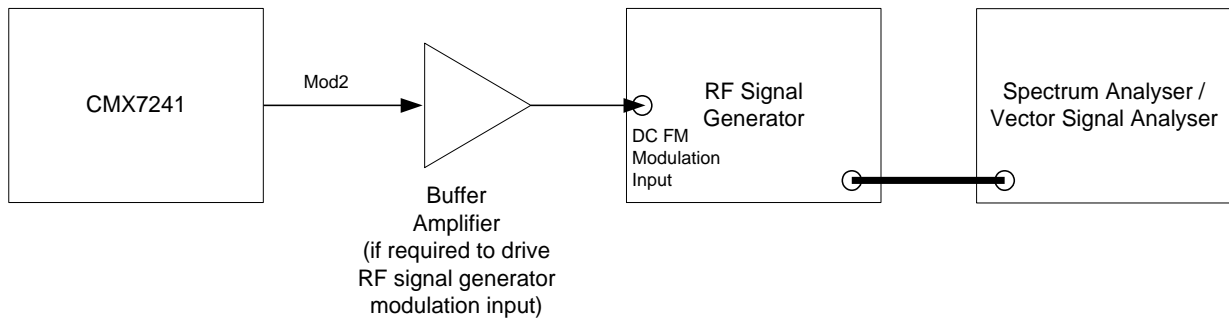 CMX7241
Mod2
Buffer
Amplifier
(if required to drive
RF signal generator
modulation input)
DC FM
Modulation
Input
RF Signal
Generator
Spectrum Analyser /
Vector Signal Analyser